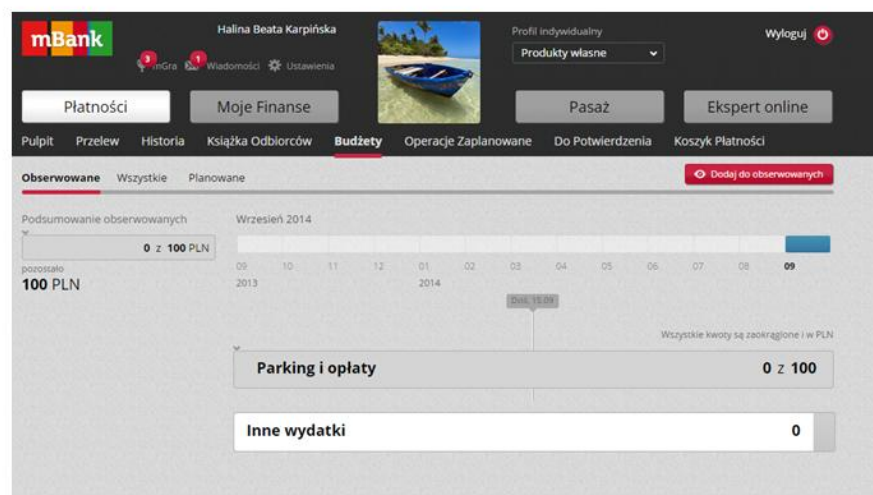 mBank
Halina Beata Karpińska
3 mGra 1 Wiadomości Ustawienia
Profil indywidualny
Produkty własne
Wyloguj
Płatności Moje Finanse Pasaż Ekspert online
Pulpit Przelew Historia Książka Odbiorców Budżety Operacje Zaplanowane Do Potwierdzenia Koszyk Płatności
Obserwowane Wszystkie Planowane Dodaj do obserwowanych
Podsumowanie obserwowanych
0 z 100 PLN
pozostało
100 PLN
Wrzesień 2014
09 10 11 12 01 02 03 04 05 06 07 08 09
2013 2014
Dziś, 15.09
Wszystkie kwoty są zaokrąglone i w PLN
Parking i opłaty 0 z 100
Inne wydatki 0